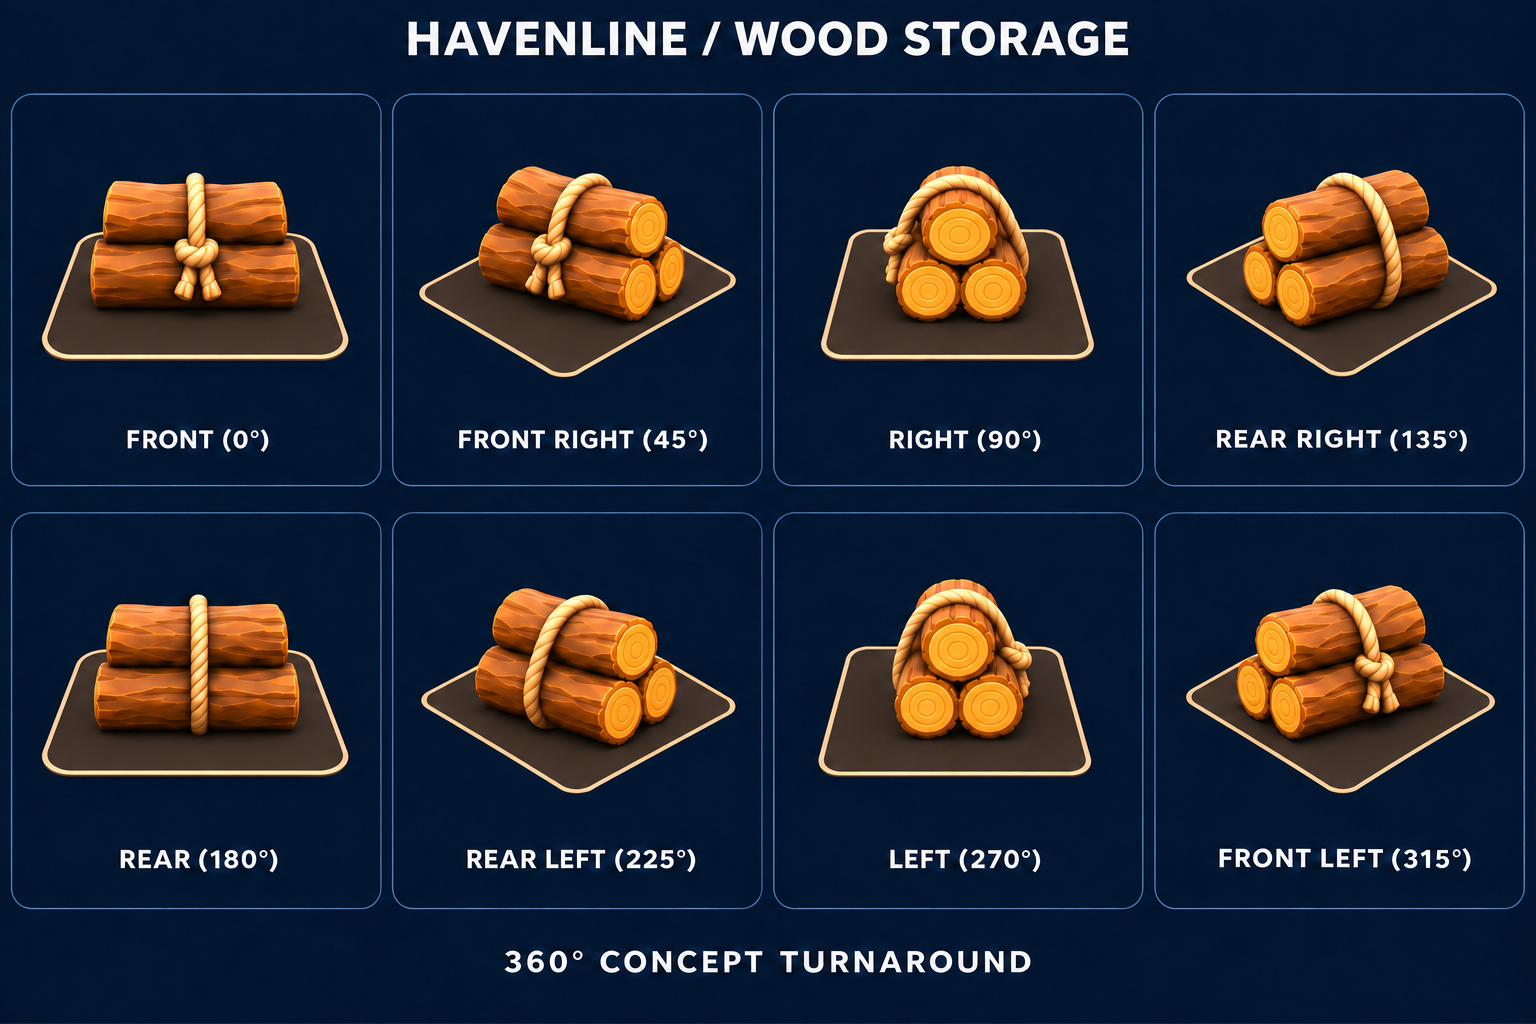 HAVENLINE / WOOD STORAGE
FRONT (0°)
FRONT RIGHT (45°)
RIGHT (90°)
REAR RIGHT (135°)
REAR (180°)
REAR LEFT (225°)
LEFT (270°)
FRONT LEFT (315°)
360° CONCEPT TURNAROUND